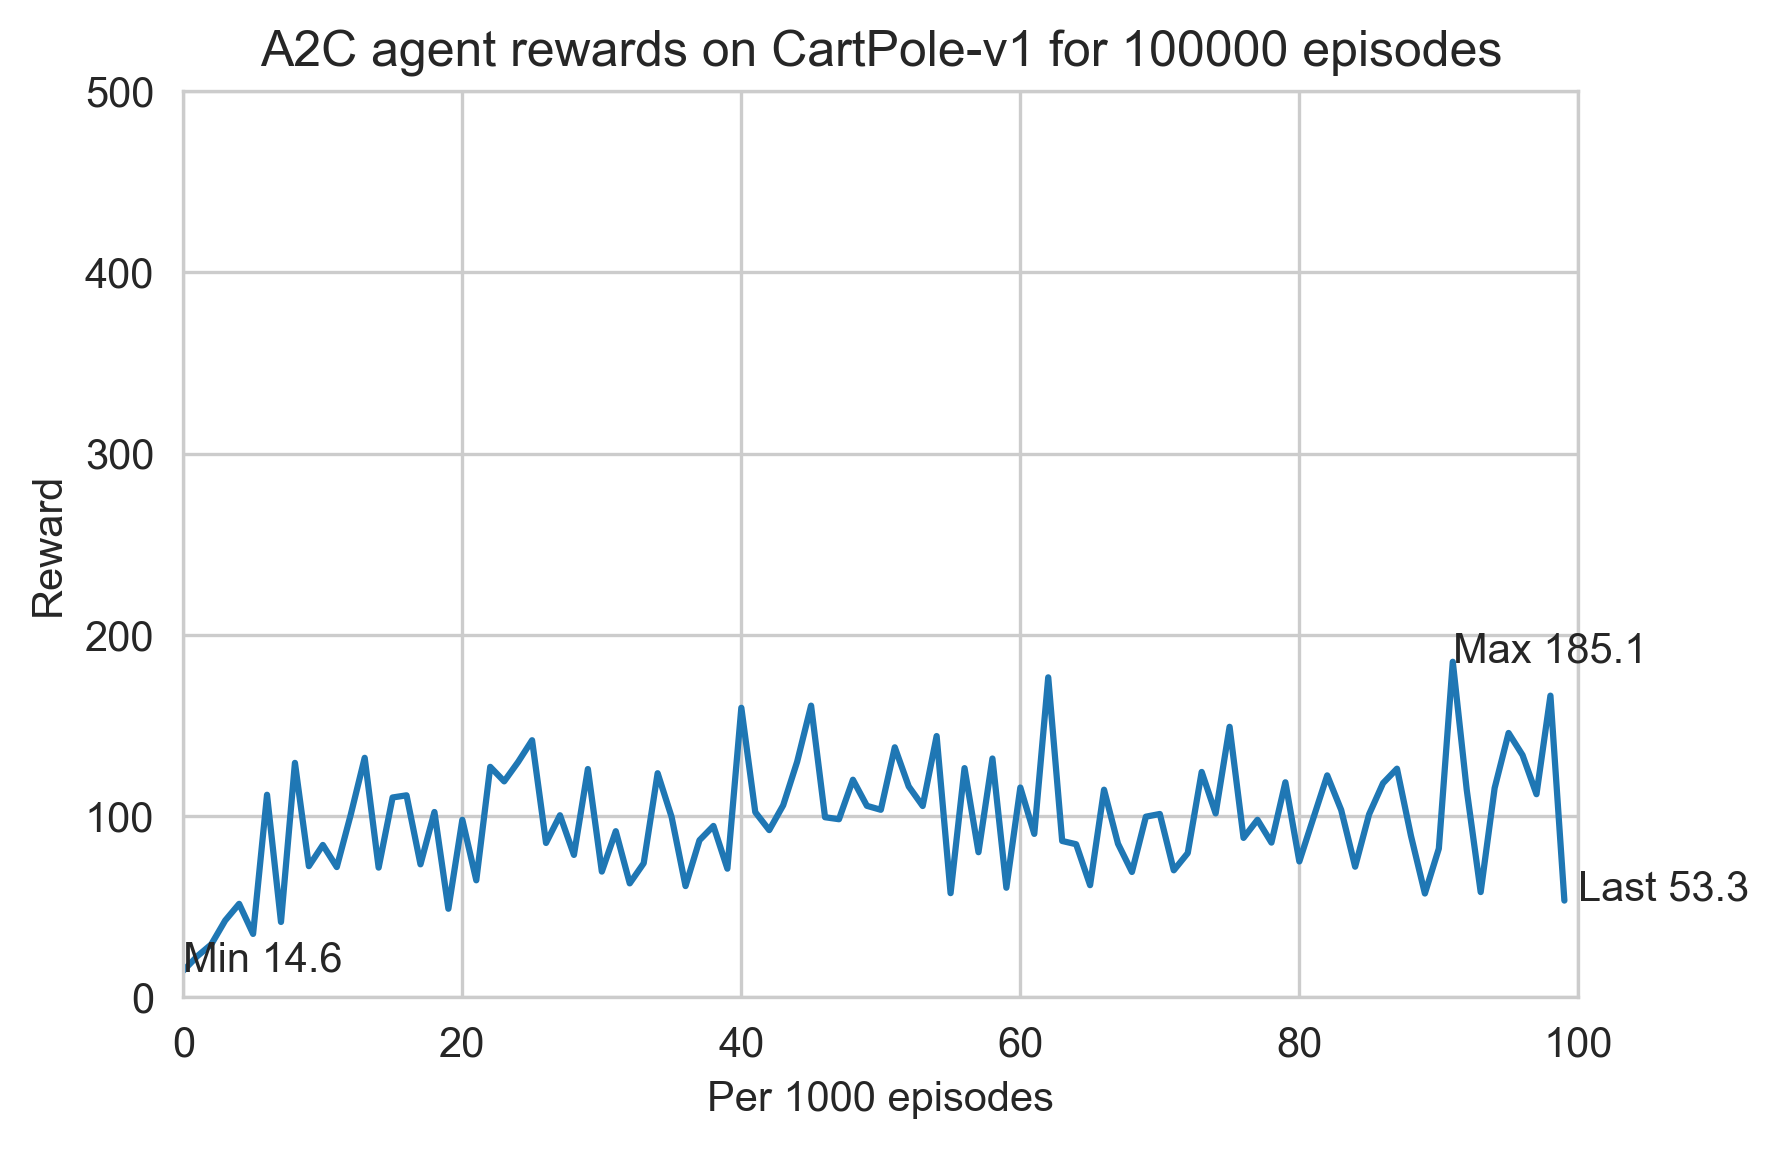 A2C agent rewards on CartPole-v1 for 100000 episodes
500
400
300
200
100
0
Reward
Max 185.1
Last 53.3
Min 14.6
0 20 40 60 80 100
Per 1000 episodes